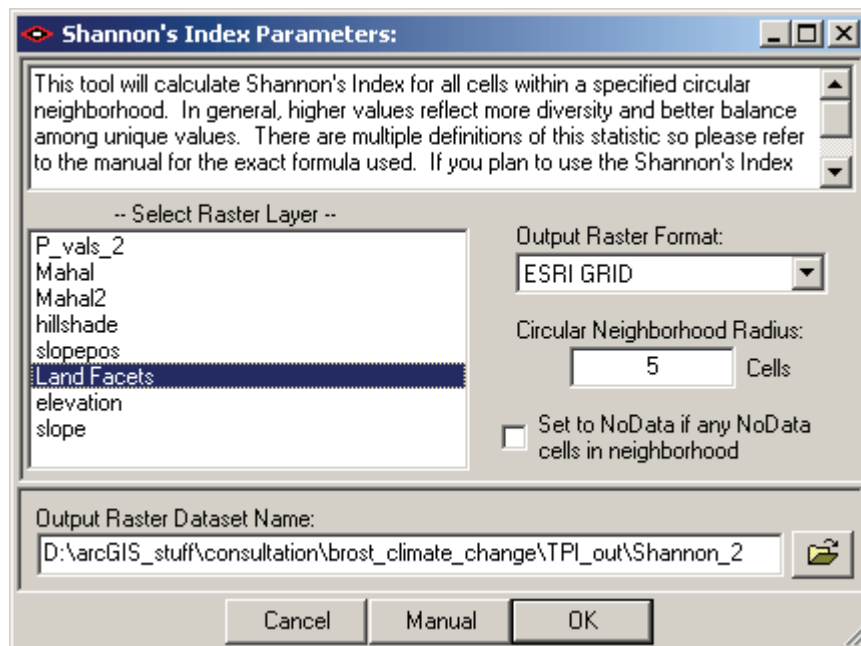 Shannon's Index Parameters:
This tool will calculate Shannon's Index for all cells within a specified circular
neighborhood.  In general, higher values reflect more diversity and better balance
among unique values.  There are multiple definitions of this statistic so please refer
to the manual for the exact formula used.  If you plan to use the Shannon's Index
-- Select Raster Layer --
P_vals_2
Mahal
Mahal2
hillshade
slopepos
Land Facets
elevation
slope
Output Raster Format:
ESRI GRID
Circular Neighborhood Radius:
5 Cells
Set to NoData if any NoData
cells in neighborhood
Output Raster Dataset Name:
D:\arcGIS_stuff\consultation\brost_climate_change\TPI_out\Shannon_2
Cancel Manual OK